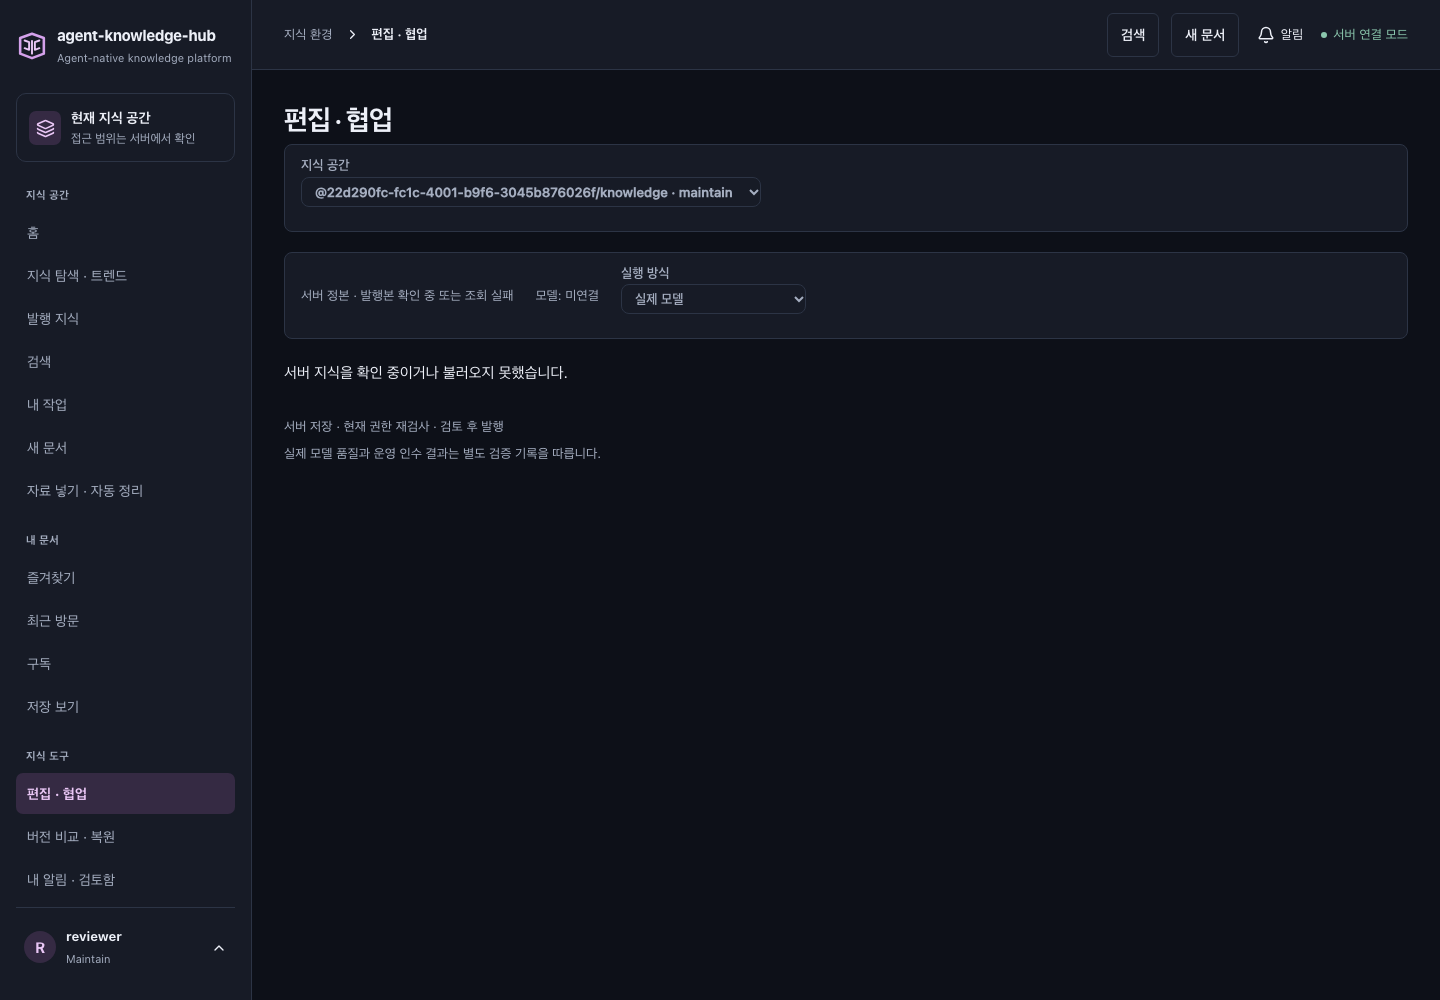 agent-knowledge-hub
Agent-native knowledge platform
현재 지식 공간
접근 범위는 서버에서 확인
지식 공간
홈
지식 탐색 · 트렌드
발행 지식
검색
내 작업
새 문서
자료 넣기 · 자동 정리
내 문서
즐겨찾기
최근 방문
구독
저장 보기
지식 도구
편집 · 협업
버전 비교 · 복원
내 알림 · 검토함
R
reviewer
Maintain
지식 환경
편집 · 협업
검색
새 문서
알림
서버 연결 모드
편집 · 협업
지식 공간
@22d290fc-fc1c-4001-b9f6-3045b876026f/knowledge · maintain
서버 정본 · 발행본 확인 중 또는 조회 실패
모델: 미연결
실행 방식
실제 모델
서버 지식을 확인 중이거나 불러오지 못했습니다.
서버 저장 · 현재 권한 재검사 · 검토 후 발행
실제 모델 품질과 운영 인수 결과는 별도 검증 기록을 따릅니다.